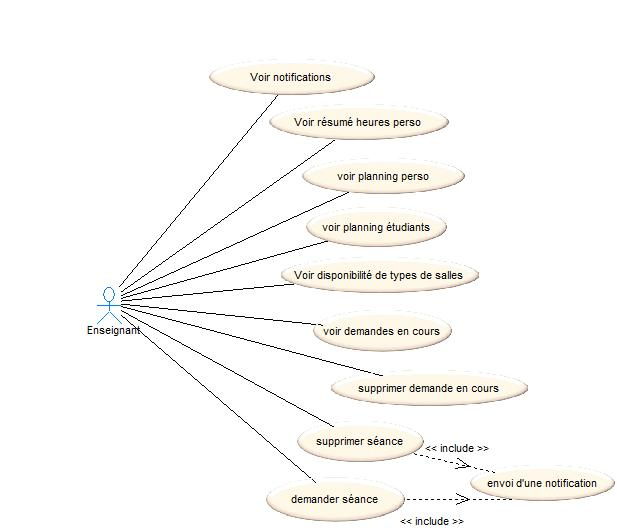 Voir notifications
Voir résumé heures perso
voir planning perso
voir planning étudiants
Voir disponibilité de types de salles
Enseignant
voir demandes en cours
supprimer demande en cours
supprimer séance
<< include >>
envoi d'une notification
demander séance
<< include >>